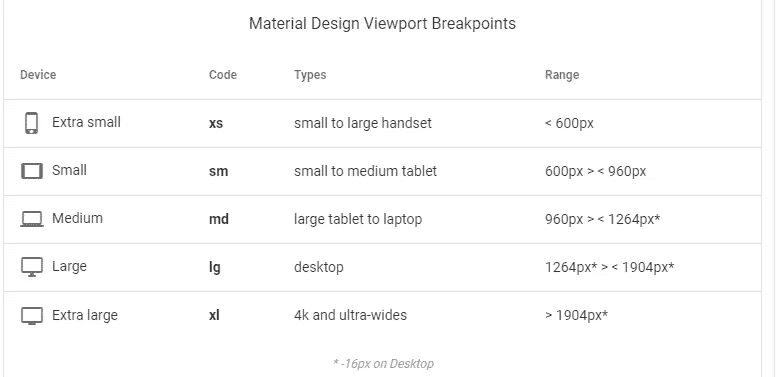 Material Design Viewport Breakpoints
Device Code Types Range
Extra small xs small to large handset < 600px
Small sm small to medium tablet 600px > < 960px
Medium md large tablet to laptop 960px > < 1264px*
Large lg desktop 1264px* > < 1904px*
Extra large xl 4k and ultra-wides > 1904px*
* -16px on Desktop